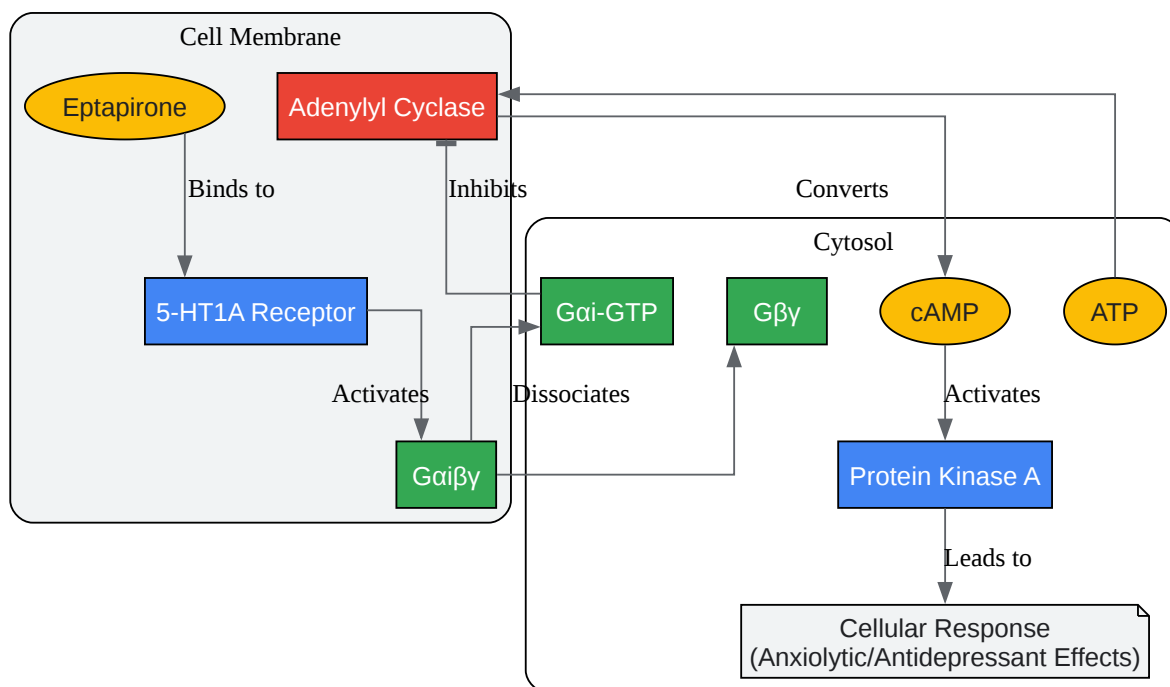 Cell Membrane
Eptapirone
Adenylyl Cyclase
Binds to
Inhibits
Converts
Cytosol
5-HT1A Receptor
Gαi-GTP
Gβγ
cAMP
ATP
Activates
Dissociates
Activates
Gαiβγ
Protein Kinase A
Leads to
Cellular Response
(Anxiolytic/Antidepressant Effects)